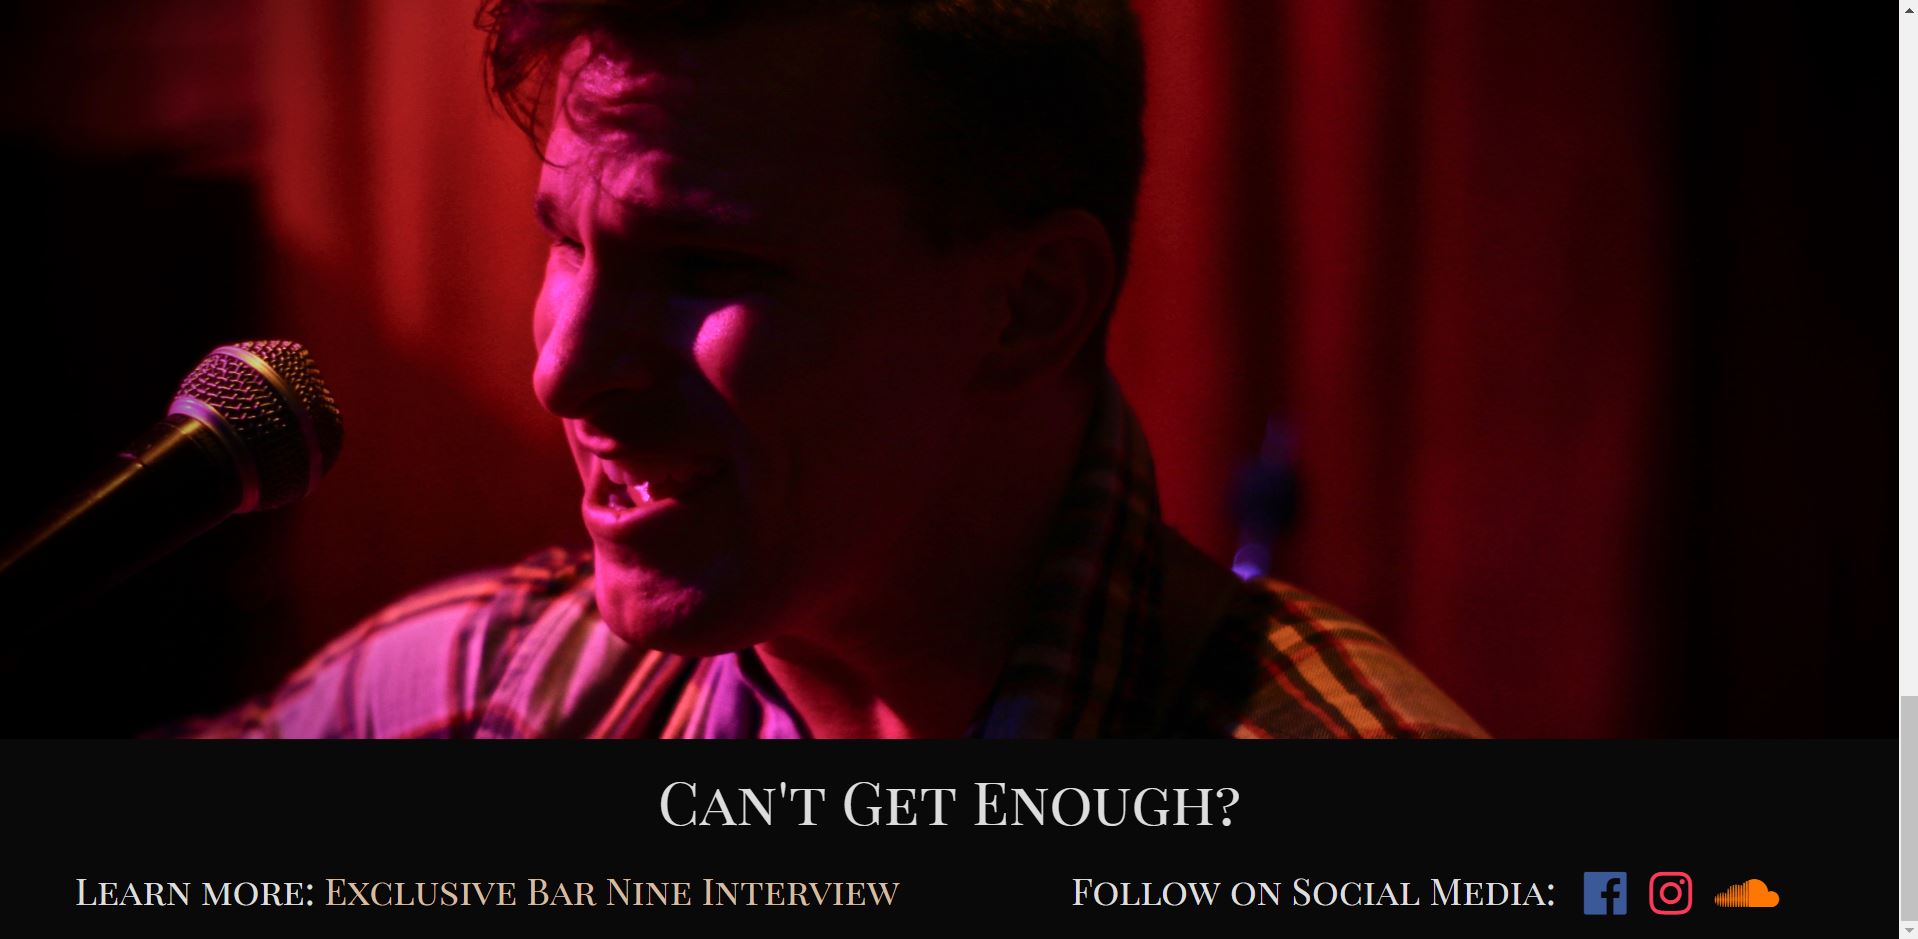 Can't Get Enough?
Learn more: Exclusive Bar Nine Interview
Follow on Social Media: